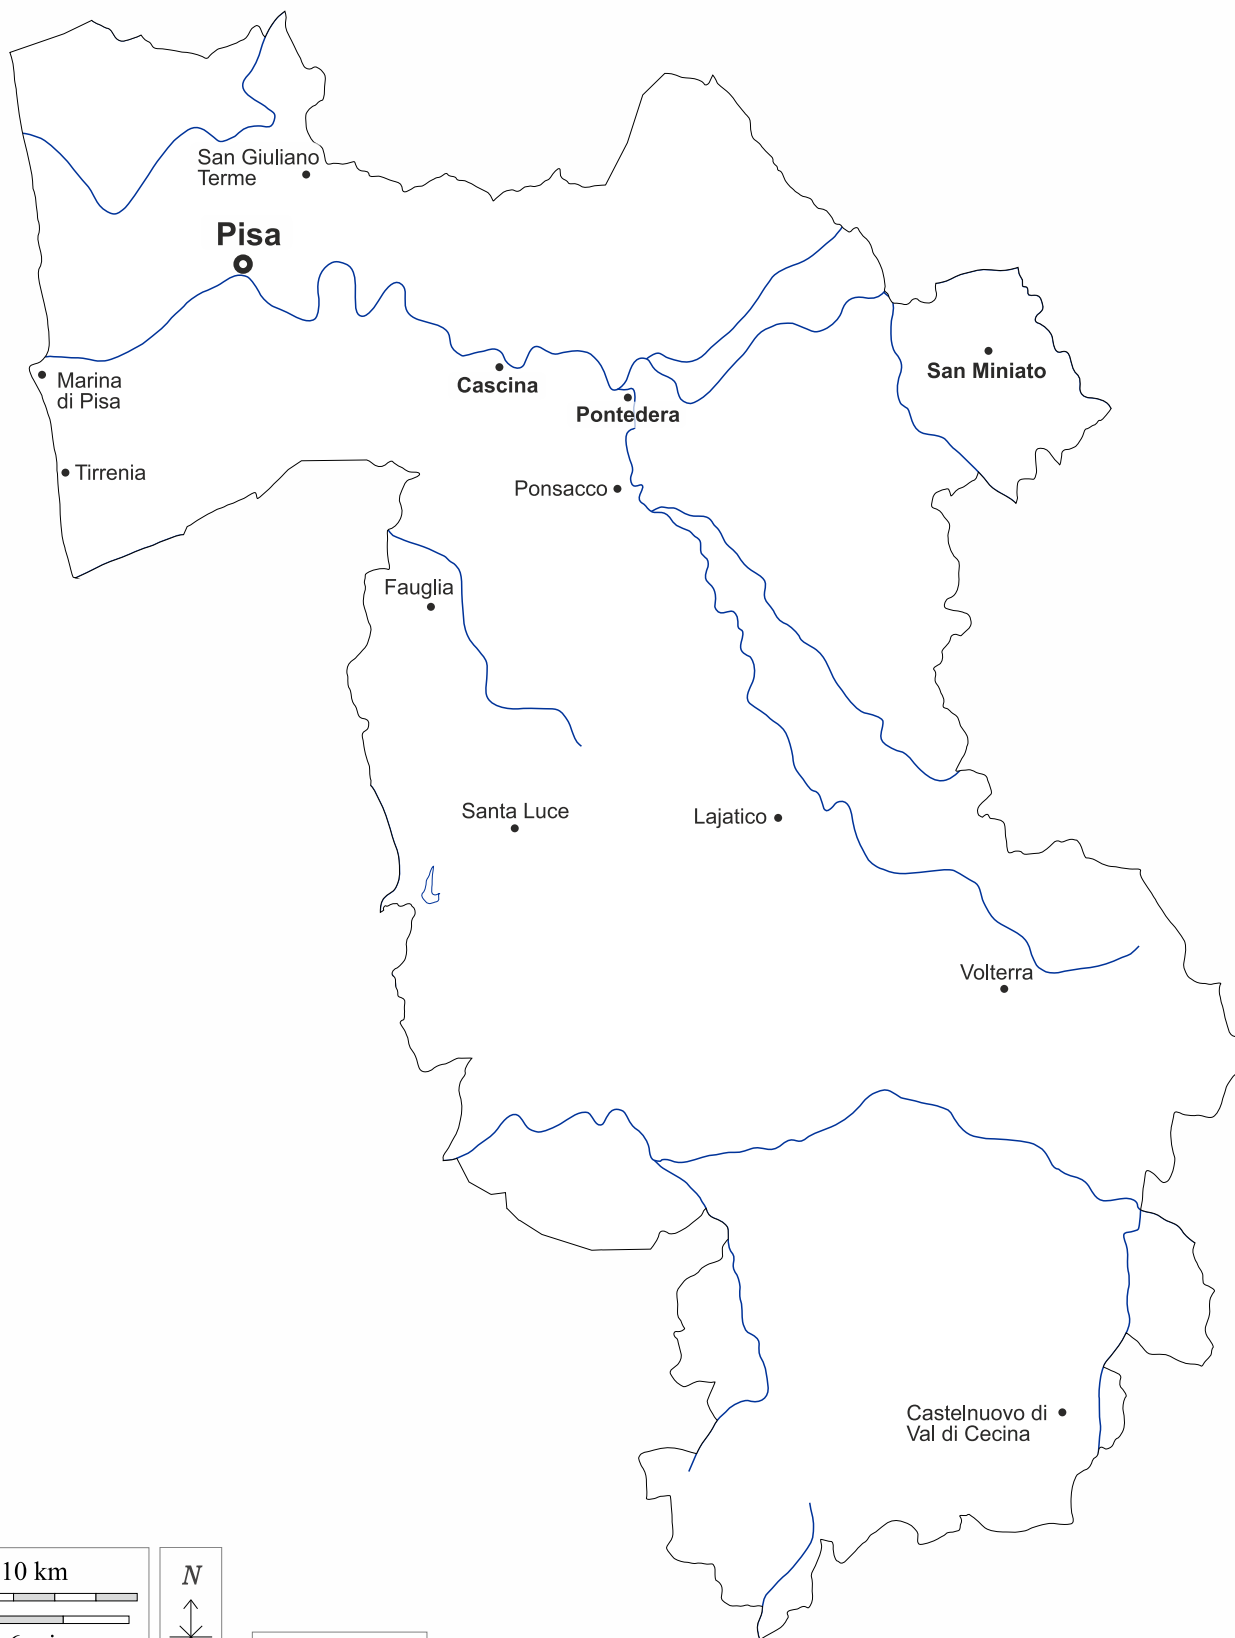 San Giuliano
Terme
Pisa
Marina
di Pisa
Cascina
Pontedera
San Miniato
Tirrenia
Ponsacco
Fauglia
Santa Luce
Lajatico
Volterra
Castelnuovo di
Val di Cecina
10 km
N